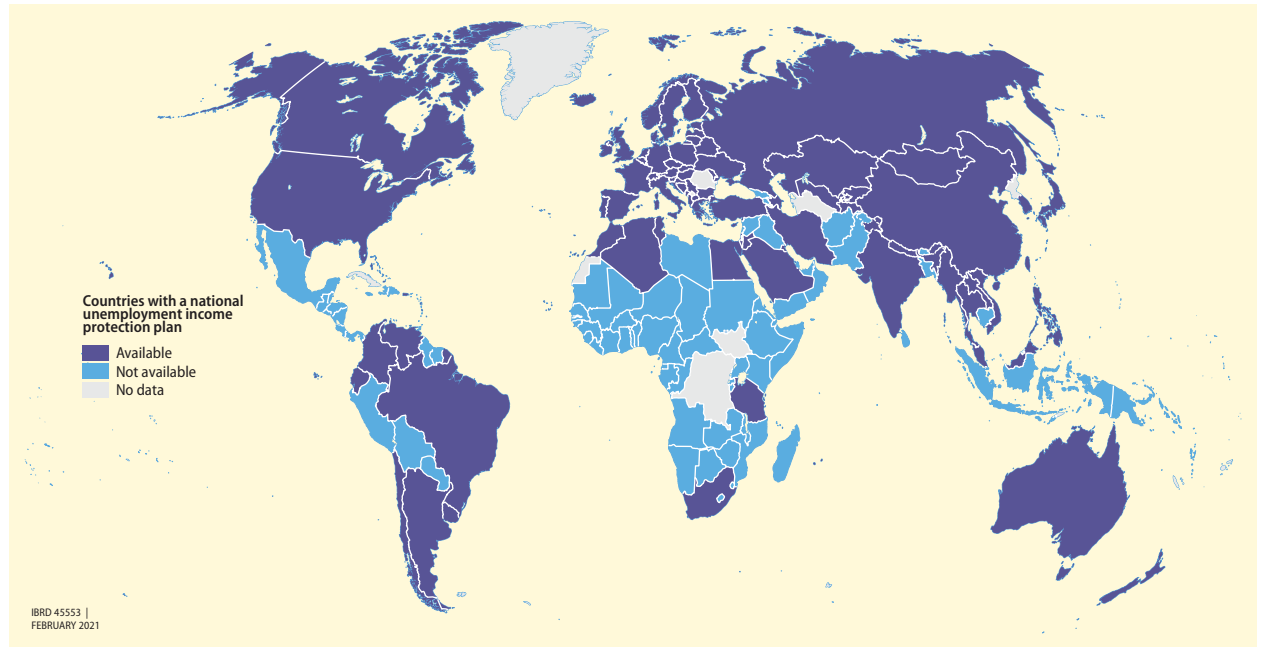 Countries with a national
unemployment income
protection plan
Available
Not available
No data
IBRD 45553 |
FEBRUARY 2021